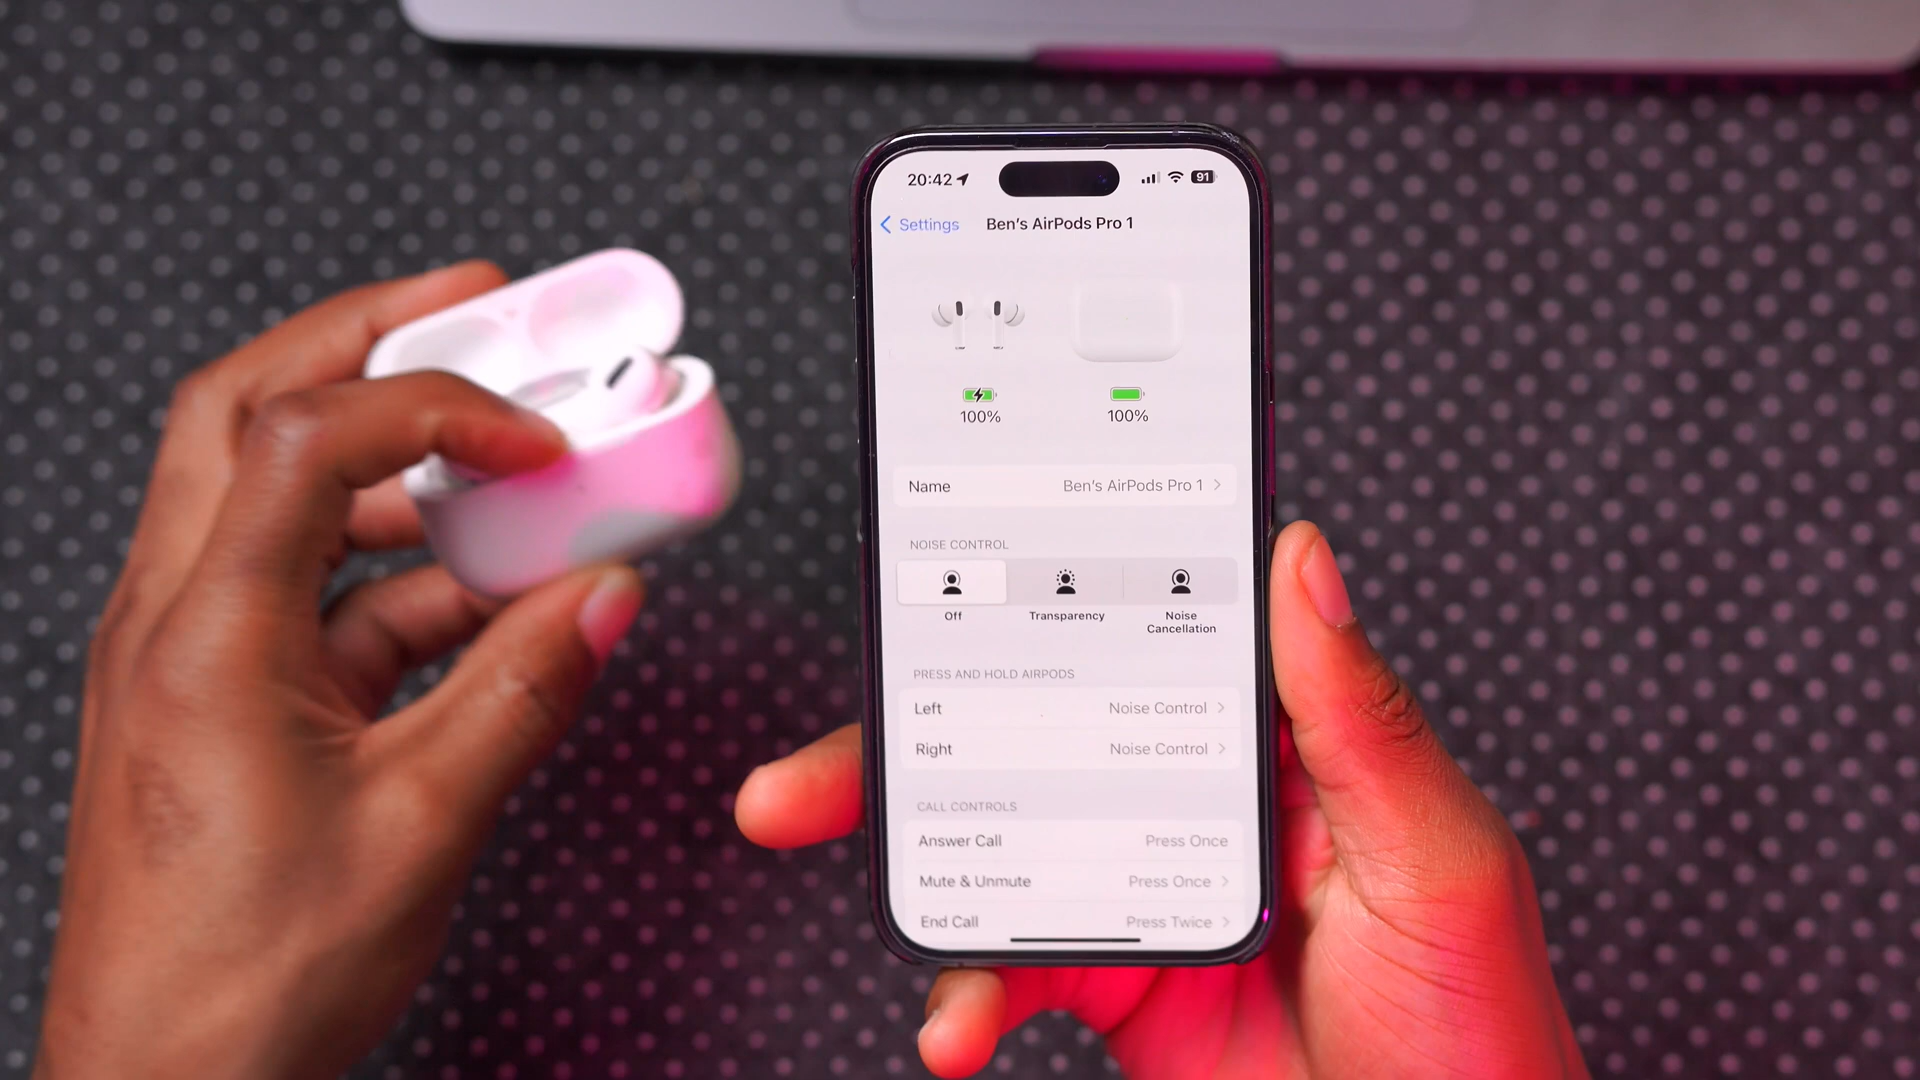 20:42
91
Settings
Ben's AirPods Pro 1
100%
100%
Name
Ben's AirPods Pro 1
NOISE CONTROL
Off
Transparency
Noise
Cancellation
PRESS AND HOLD AIRPODS
Left
Noise Control
Right
Noise Control
CALL CONTROLS
Answer Call
Press Once
Mute & Unmute
Press Once
End Call
Press Twice